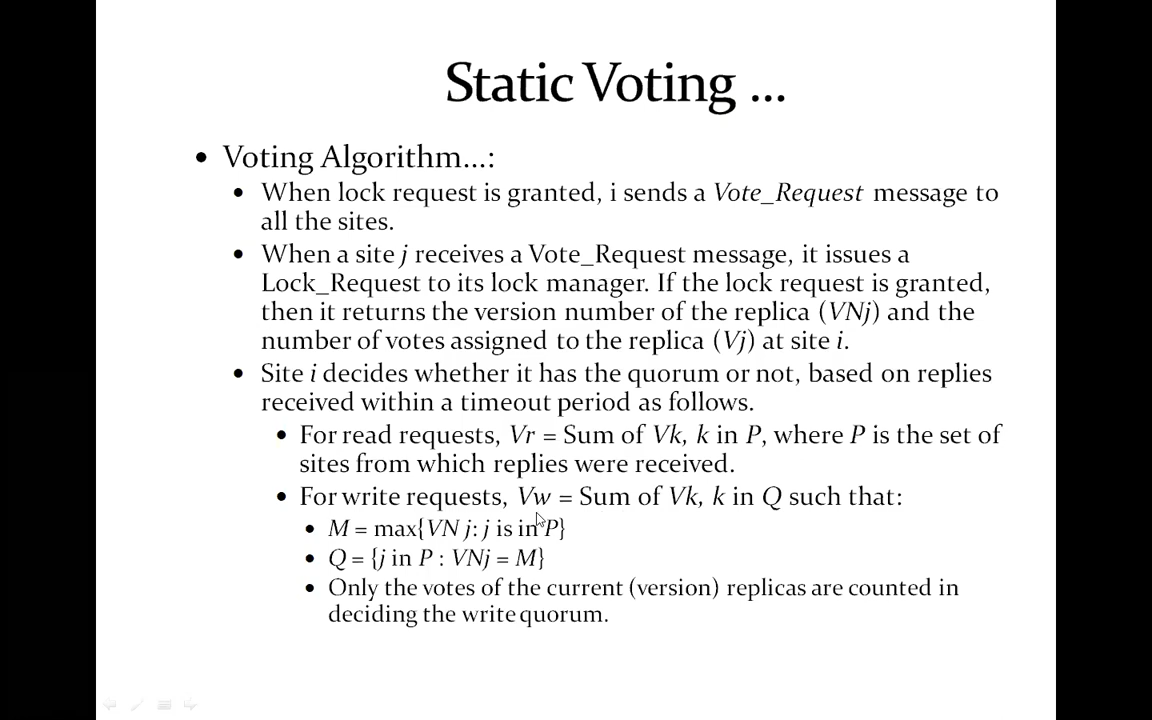 Static Voting ...
• Voting Algorithm...:
• When lock request is granted, i sends a Vote_Request message to
all the sites.
• When a site j receives a Vote_Request message, it issues a
Lock_Request to its lock manager. If the lock request is granted,
then it returns the version number of the replica (VNj) and the
number of votes assigned to the replica (Vj) at site i.
• Site i decides whether it has the quorum or not, based on replies
received within a timeout period as follows.
• For read requests, Vr = Sum of Vk, k in P, where P is the set of
sites from which replies were received.
• For write requests, Vw = Sum of Vk, k in Q such that:
• M = max{VN j: j is in P}
• Q = {j in P : VNj = M}
• Only the votes of the current (version) replicas are counted in
deciding the write quorum.